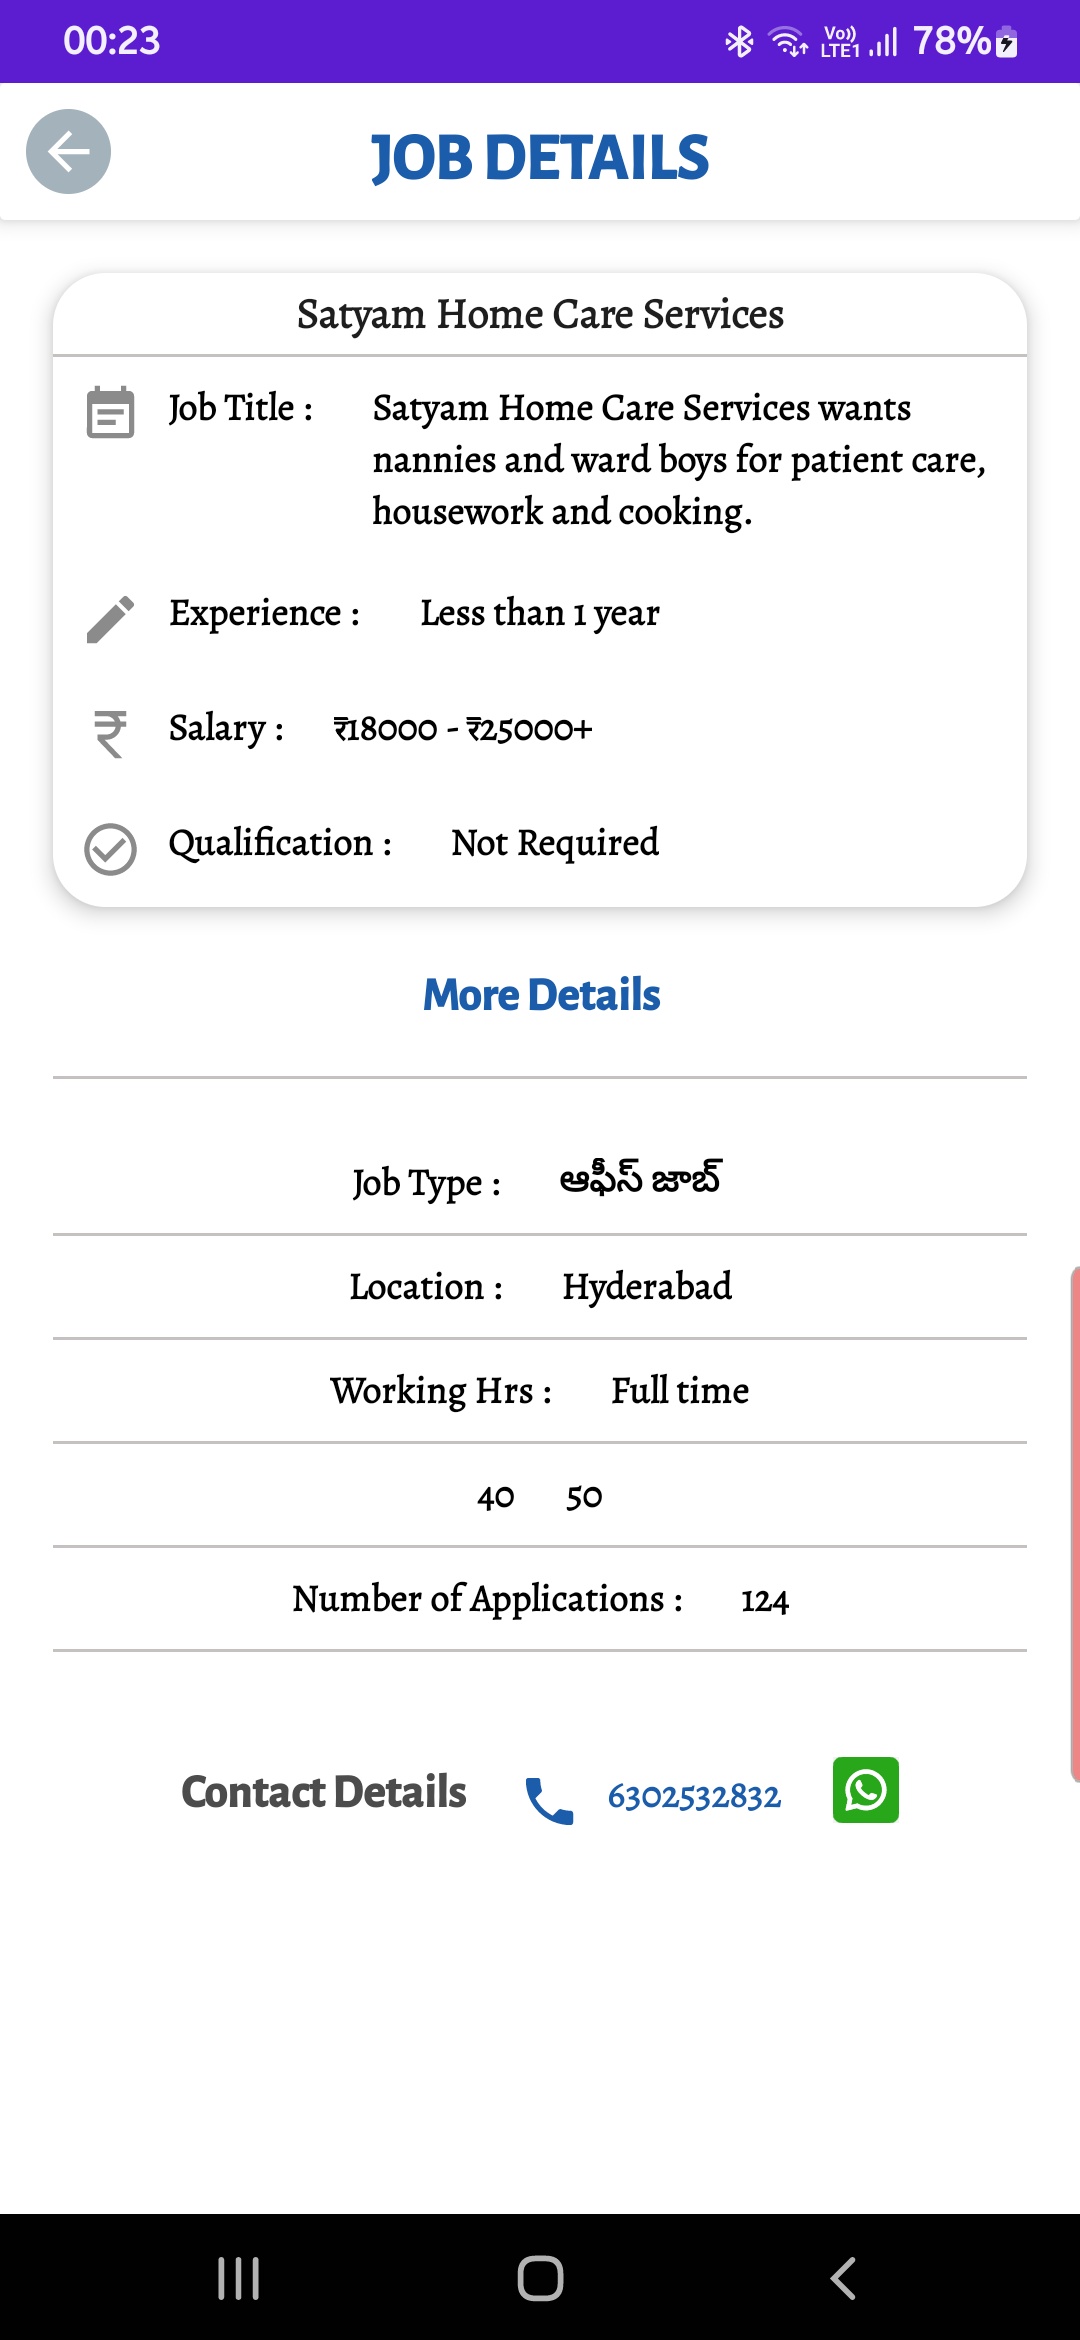 00:23
Vo)) LTE1 78%
JOB DETAILS
Satyam Home Care Services
Job Title : Satyam Home Care Services wants
nannies and ward boys for patient care,
housework and cooking.
Experience : Less than 1 year
Salary : ₹18000 - ₹25000+
Qualification : Not Required
More Details
Job Type : ఆఫీస్ జాబ్
Location : Hyderabad
Working Hrs : Full time
40 50
Number of Applications : 124
Contact Details 6302532832